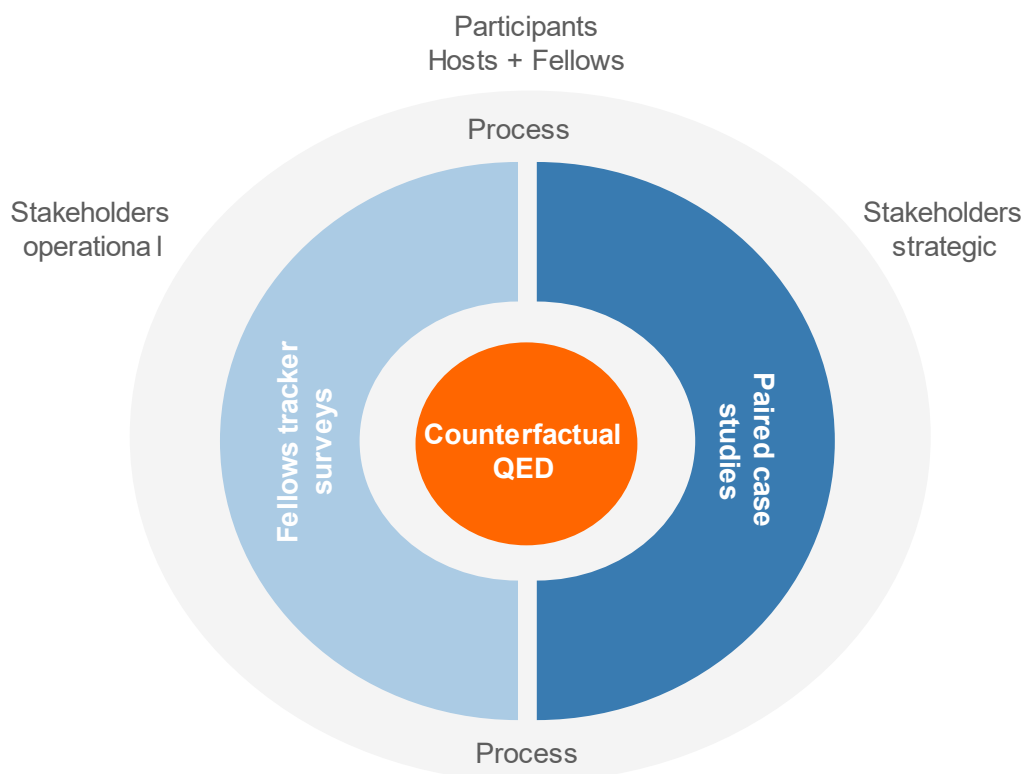 Participants
Hosts + Fellows
Process
Stakeholders
operationa l
Stakeholders
strategic
Fellows tracker
surveys
Counterfactual
QED
Paired case
studies
Process